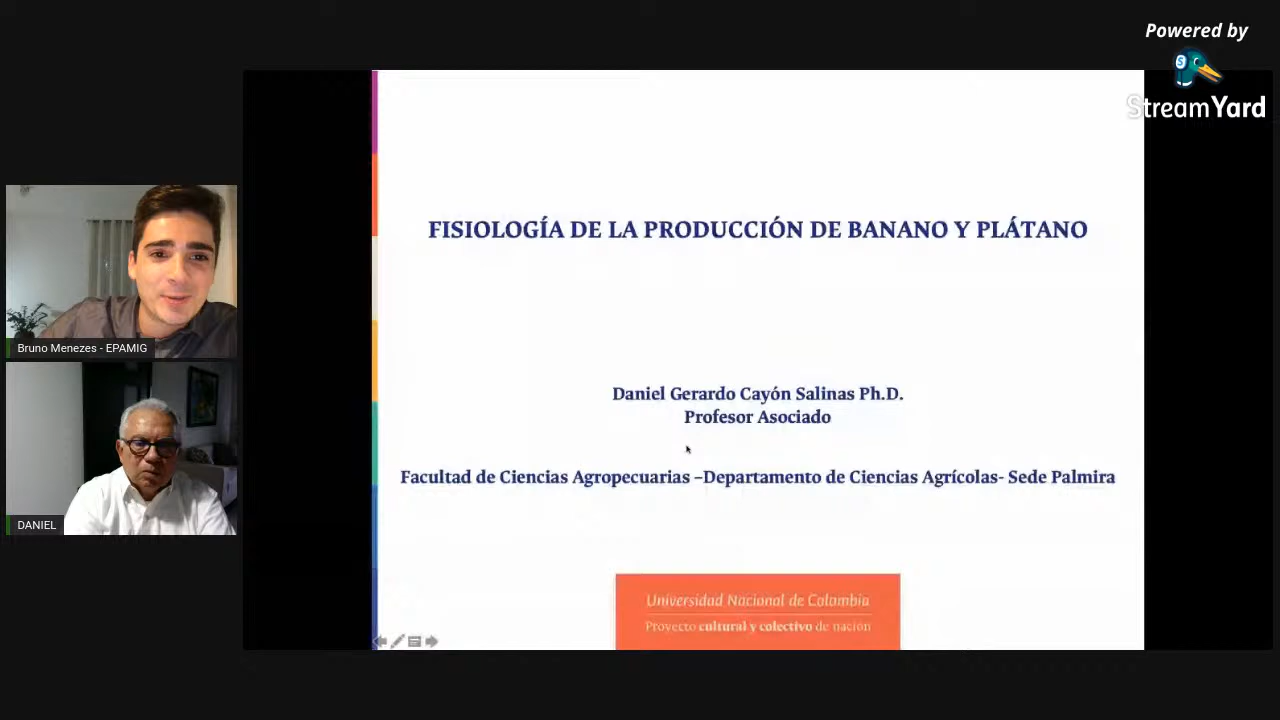 Powered by
StreamYard
FISIOLOGÍA DE LA PRODUCCIÓN DE BANANO Y PLÁTANO
Bruno Menezes - EPAMIG
Daniel Gerardo Cayón Salinas Ph.D.
Profesor Asociado
Facultad de Ciencias Agropecuarias –Departamento de Ciencias Agrícolas- Sede Palmira
DANIEL
Universidad Nacional de Colombia
Proyecto cultural y colectivo de nación